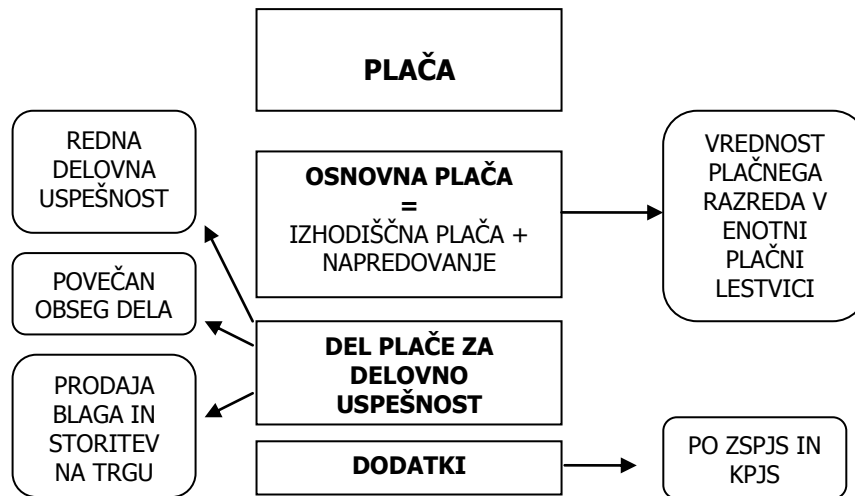 PLAČA
REDNA
DELOVNA
USPEŠNOST
OSNOVNA PLAČA
=
IZHODIŠČNA PLAČA +
NAPREDOVANJE
VREDNOST
PLAČNEGA
RAZREDA V
ENOTNI
PLAČNI
LESTVICI
POVEČAN
OBSEG DELA
DEL PLAČE ZA
DELOVNO
USPEŠNOST
PRODAJA
BLAGA IN
STORITEV
NA TRGU
DODATKI
PO ZSPJS IN
KPJS